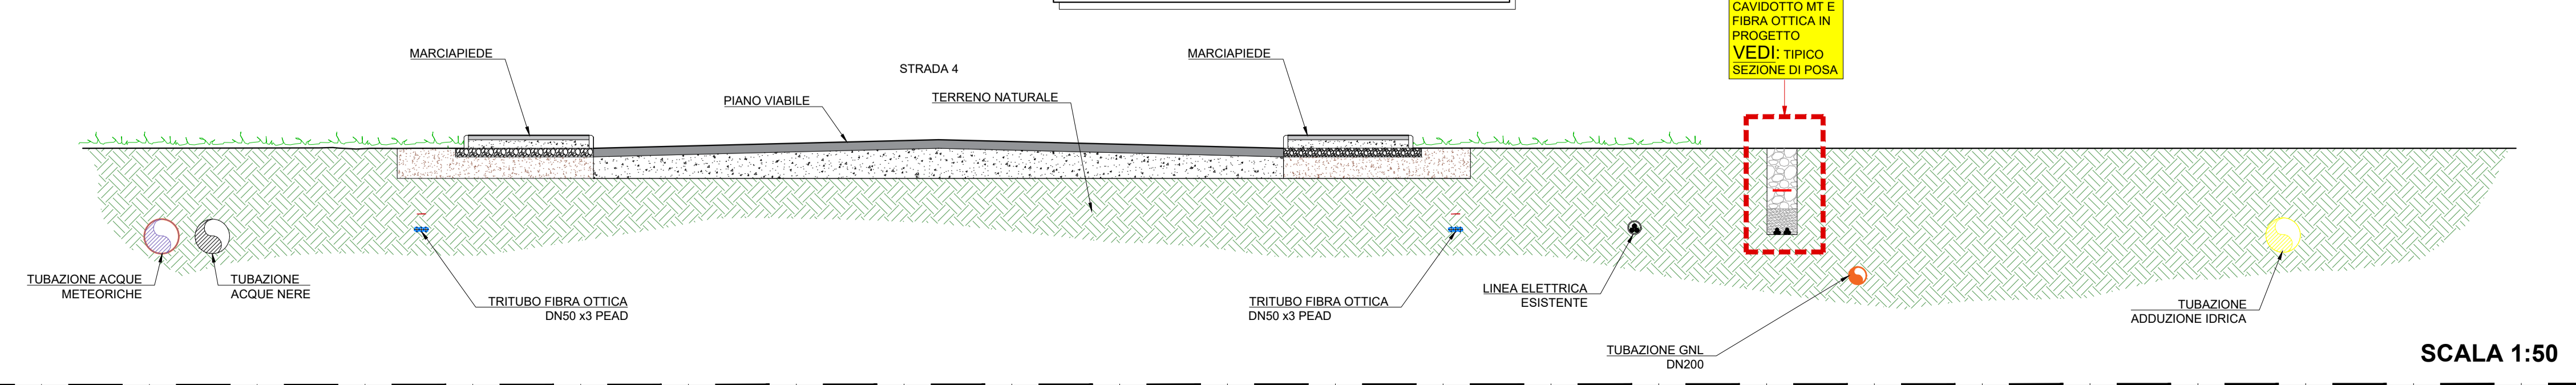 CAVIDOTTO MT E
FIBRA OTTICA IN
PROGETTO
VEDI: TIPICO
SEZIONE DI POSA
MARCIAPIEDE
MARCIAPIEDE
STRADA 4
PIANO VIABILE
TERRENO NATURALE
TUBAZIONE ACQUE
METEORICHE
TUBAZIONE
ACQUE NERE
TRITUBO FIBRA OTTICA
DN50 x3 PEAD
TRITUBO FIBRA OTTICA
DN50 x3 PEAD
LINEA ELETTRICA
ESISTENTE
TUBAZIONE GNL
DN200
TUBAZIONE
ADDUZIONE IDRICA
SCALA 1:50